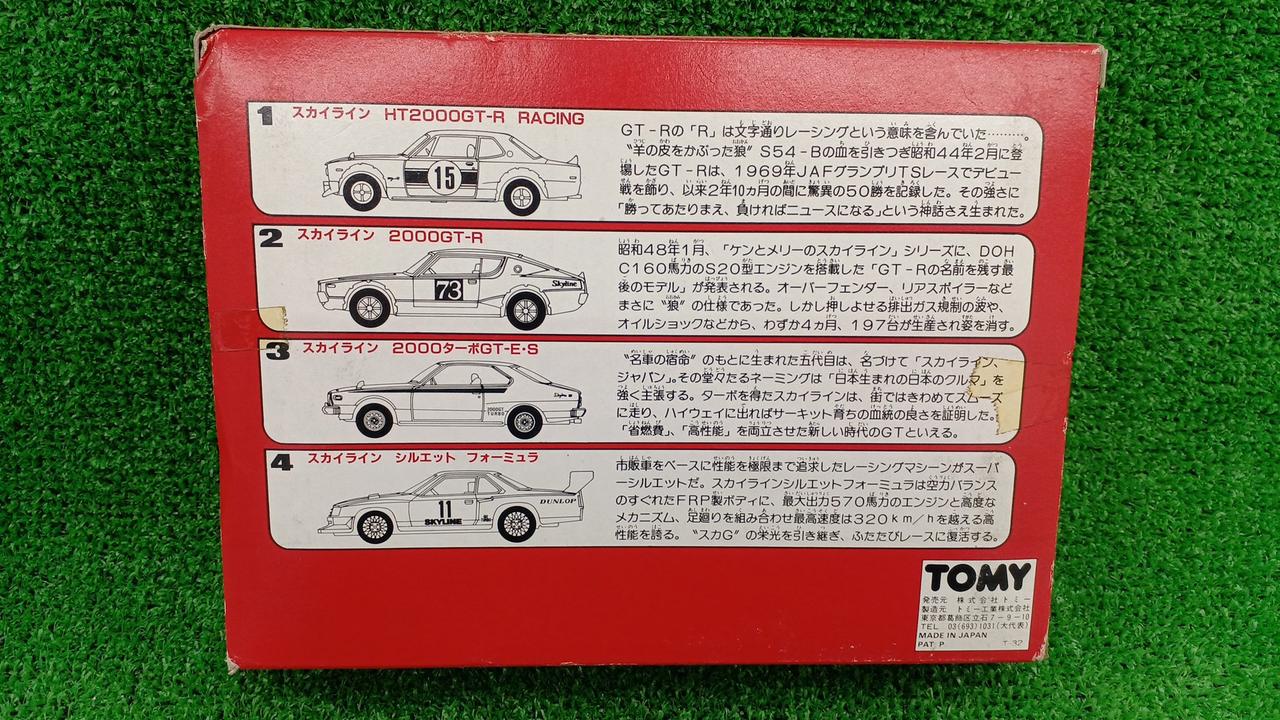 1 スカイライン HT2000GT-R RACING
15
GT-Rの「R」は文字通りレーシングという意味を含んでいた………。
〝羊の皮をかぶった狼〟S54-Bの血を引きつぎ昭和44年2月に登
場したGT-Rは、1969年JAFグランプリTSレースでデビュー
戦を飾り、以来2年10ヵ月の間に驚異の50勝を記録した。その強さに
「勝ってあたりまえ、負ければニュースになる」という神話さえ生まれた。
2 スカイライン 2000GT-R
73
Skyline
昭和48年1月、「ケンとメリーのスカイライン」シリーズに、DOH
C160馬力のS20型エンジンを搭載した「GT-Rの名前を残す最
後のモデル」が発表される。オーバーフェンダー、リアスポイラーなど
まさに〝狼〟の仕様であった。しかし押しよせる排出ガス規制の波や、
オイルショックなどから、わずか4ヵ月、197台が生産され姿を消す。
3 スカイライン 2000ターボGT-E・S
2000GT
TURBO
〝名車の宿命〟のもとに生まれた五代目は、名づけて「スカイライン、
ジャパン」。その堂々たるネーミングは「日本生まれの日本のクルマ」を
強く主張する。ターボを得たスカイラインは、街ではきわめてスムーズ
に走り、ハイウェイに出ればサーキット育ちの血統の良さを証明した。
「省燃費」、「高性能」を両立させた新しい時代のGTといえる。
4 スカイライン シルエット フォーミュラ
11
SKYLINE
DUNLOP
市販車をベースに性能を極限まで追求したレーシングマシーンがスーパ
ーシルエットだ。スカイラインシルエットフォーミュラは空力バランス
のすぐれたFRP製ボディに、最大出力570馬力のエンジンと高度な
メカニズム、足廻りを組み合わせ最高速度は320km/hを越える高
性能を誇る。〝スカG〟の栄光を引き継ぎ、ふたたびレースに復活する。
TOMY
発売元 株式会社トミー
製造元 トミー工業株式会社
東京都葛飾区立石7-9-10
TEL 03(693)1031(大代表)
MADE IN JAPAN
PAT. P T-32